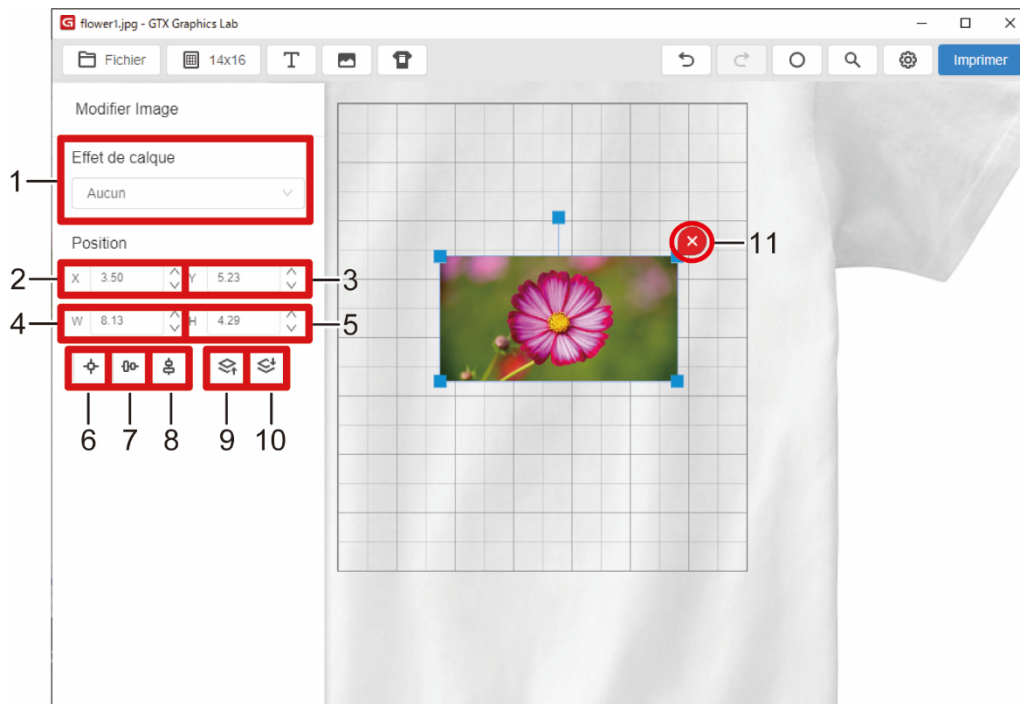 flower1.jpg - GTX Graphics Lab
Fichier 14x16 T Imprimer
Modifier Image
Effet de calque
1
Aucun
Position
11
2 X 3.50 Y 5.23 3
4 W 8.13 H 4.29 5
6 7 8 9 10